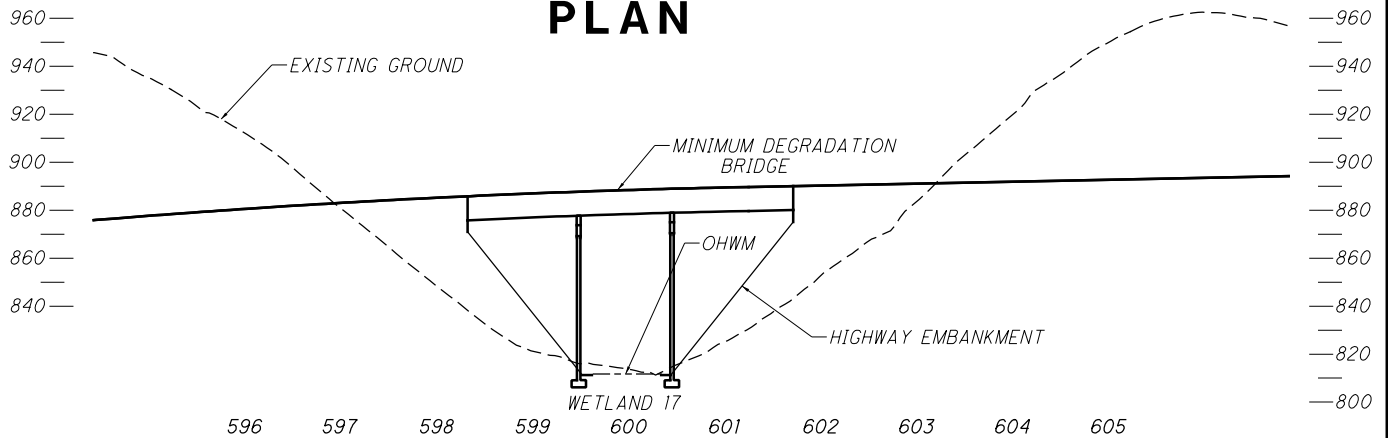 PLAN
960 960
940 EXISTING GROUND 940
920 920
MINIMUM DEGRADATION
BRIDGE
900 900
880 880
OHWM
860 860
840 840
HIGHWAY EMBANKMENT
820
WETLAND 17
800
596 597 598 599 600 601 602 603 604 605